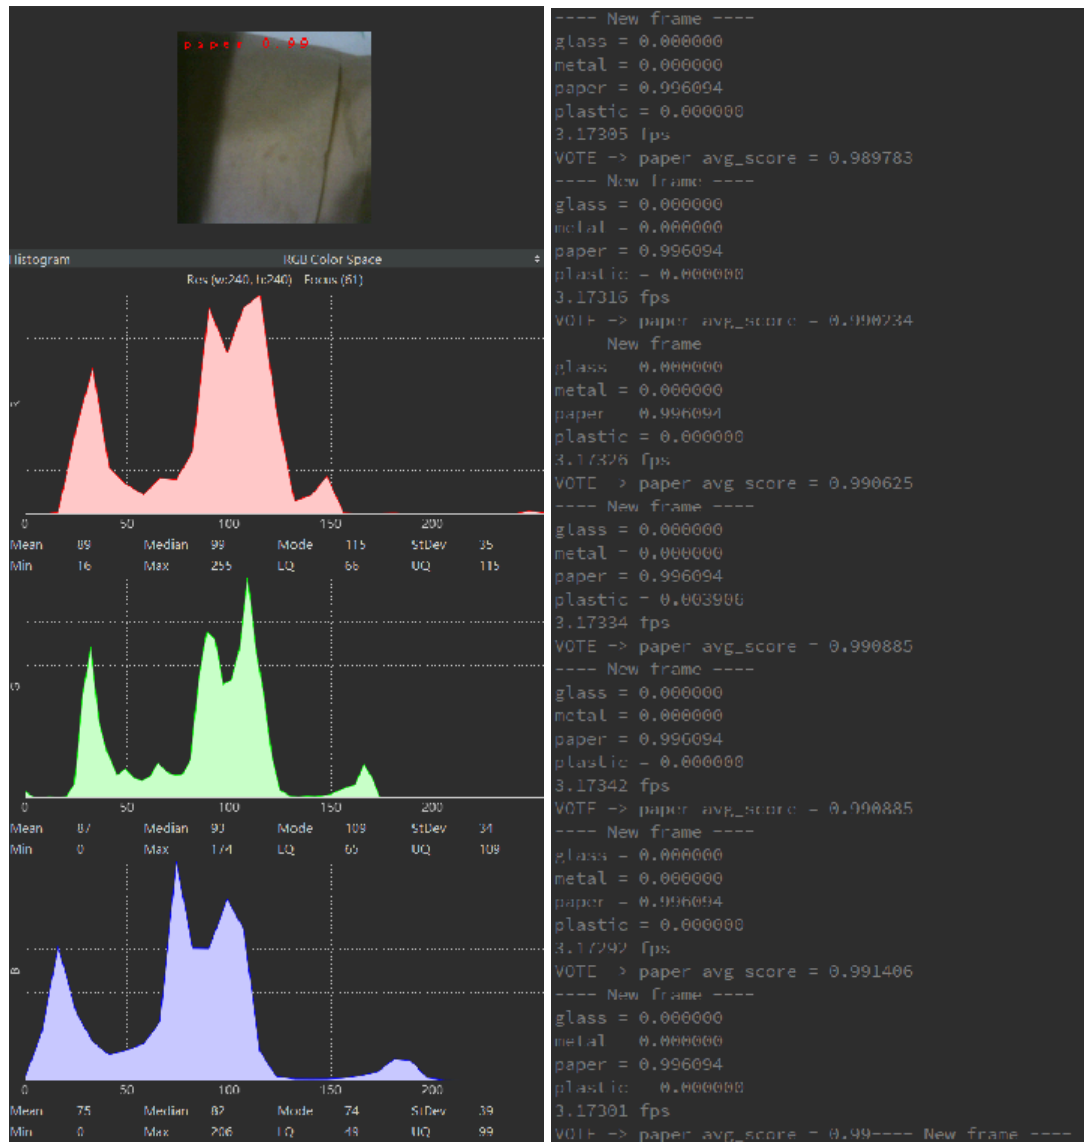 paper 0.99
Histogram RGB Color Space
Res (w:240, h:240) Focus (61)
R
0 50 100 150 200
Mean 89 Median 99 Mode 115 StDev 35
Min 16 Max 255 LQ 66 UQ 115
G
0 50 100 150 200
Mean 87 Median 93 Mode 109 StDev 34
Min 0 Max 174 LQ 65 UQ 109
B
0 50 100 150 200
Mean 75 Median 82 Mode 74 StDev 39
Min 0 Max 206 LQ 49 UQ 99
---- New frame ----
glass = 0.000000
metal = 0.000000
paper = 0.996094
plastic = 0.000000
3.17305 fps
VOTE -> paper avg_score = 0.989783
---- New frame ----
glass = 0.000000
metal = 0.000000
paper = 0.996094
plastic = 0.000000
3.17316 fps
VOTE -> paper avg_score = 0.990234
---- New frame ----
glass = 0.000000
metal = 0.000000
paper = 0.996094
plastic = 0.000000
3.17326 fps
VOTE -> paper avg_score = 0.990625
---- New frame ----
glass = 0.000000
metal = 0.000000
paper = 0.996094
plastic = 0.003906
3.17334 fps
VOTE -> paper avg_score = 0.990885
---- New frame ----
glass = 0.000000
metal = 0.000000
paper = 0.996094
plastic = 0.000000
3.17342 fps
VOTE -> paper avg_score = 0.990885
---- New frame ----
glass = 0.000000
metal = 0.000000
paper = 0.996094
plastic = 0.000000
3.17292 fps
VOTE -> paper avg_score = 0.991406
---- New frame ----
glass = 0.000000
metal = 0.000000
paper = 0.996094
plastic = 0.000000
3.17301 fps
VOTE -> paper avg_score = 0.99---- New frame ----